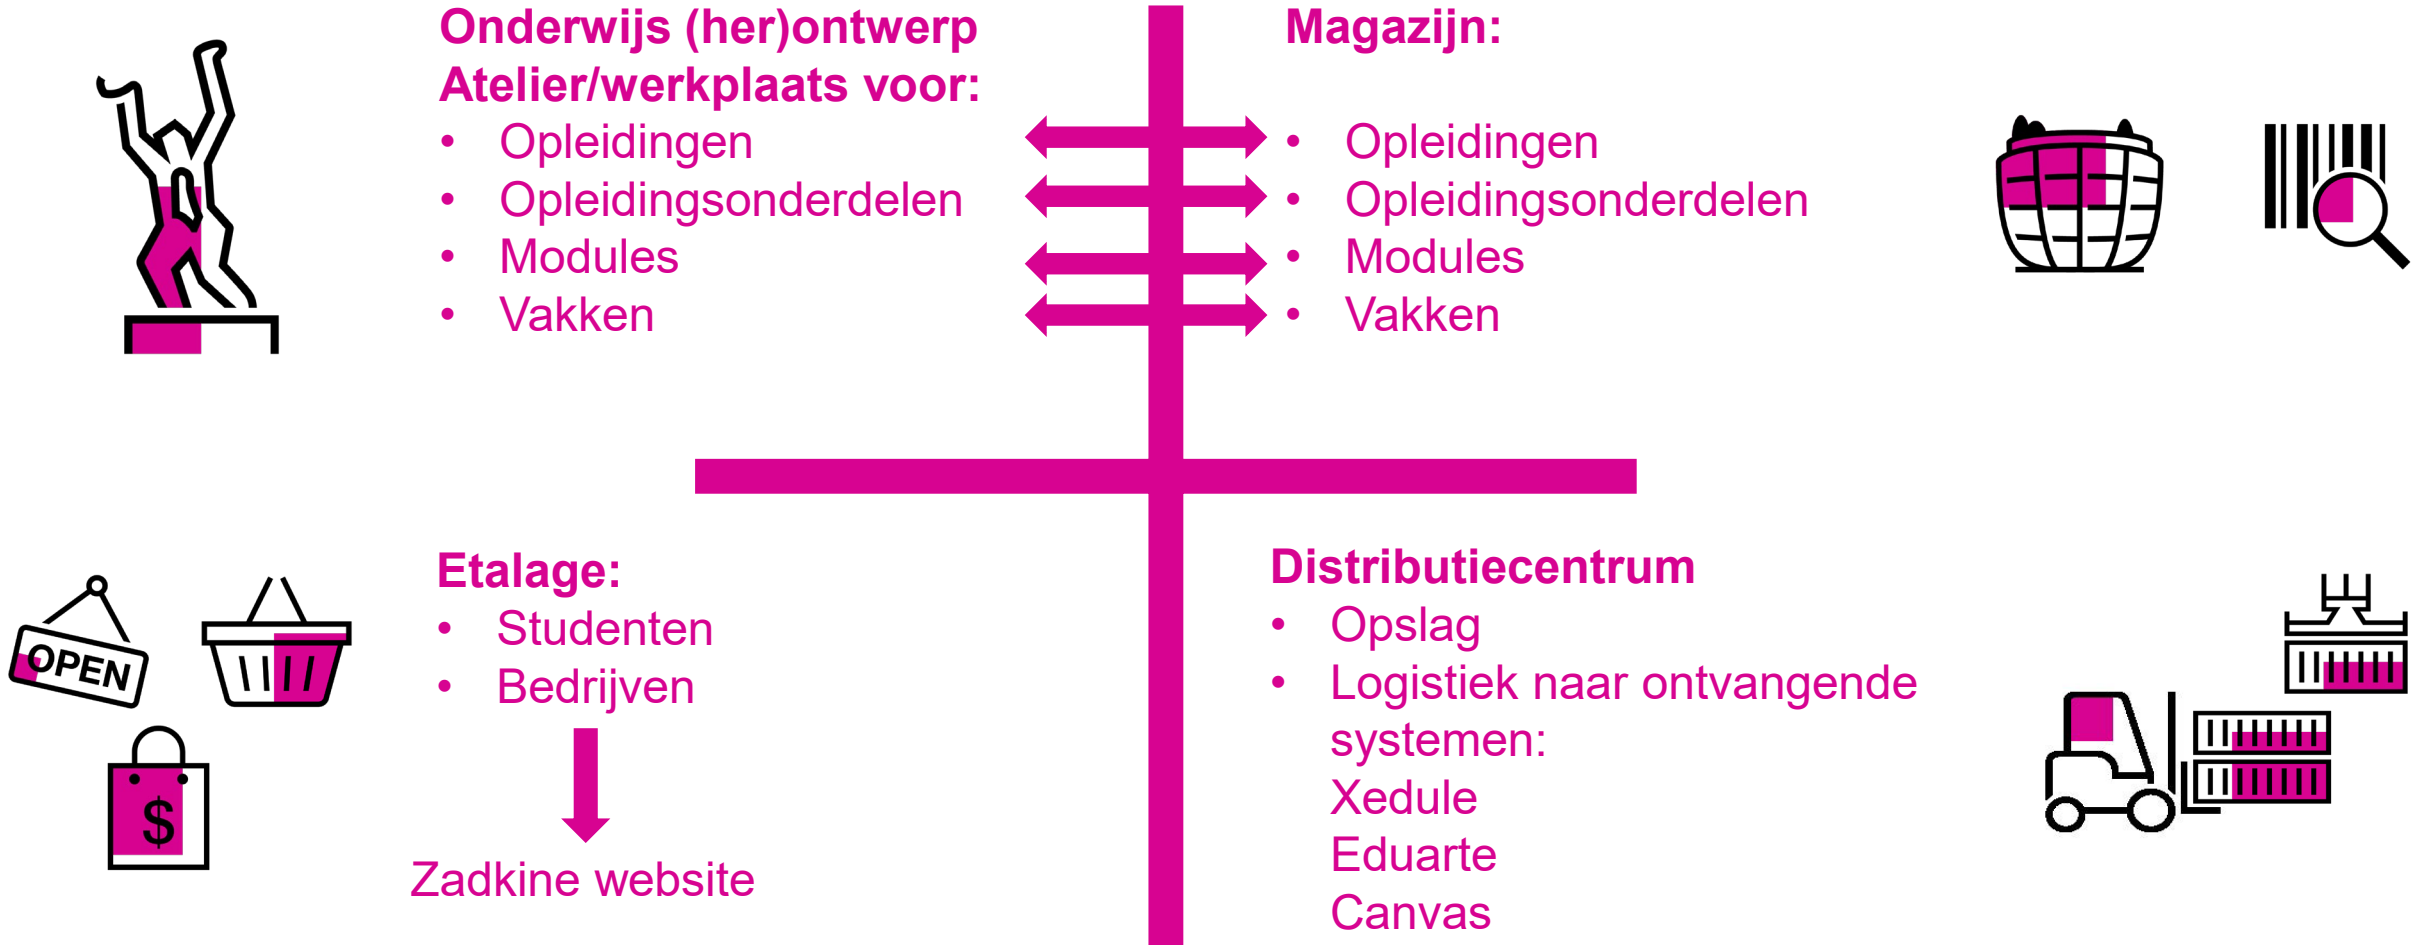 Onderwijs (her)ontwerp
Atelier/werkplaats voor:
• Opleidingen
• Opleidingsonderdelen
• Modules
• Vakken
Magazijn:
• Opleidingen
• Opleidingsonderdelen
• Modules
• Vakken
OPEN
$
Etalage:
• Studenten
• Bedrijven
Zadkine website
Distributiecentrum
• Opslag
• Logistiek naar ontvangende
systemen:
Xedule
Eduarte
Canvas